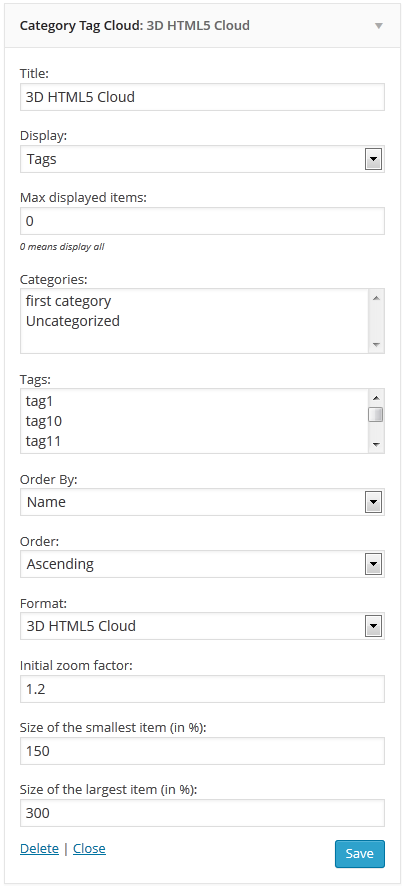 Category Tag Cloud: 3D HTML5 Cloud
Title:
3D HTML5 Cloud
Display:
Tags
Max displayed items:
0
0 means display all
Categories:
first category
Uncategorized
Tags:
tag1
tag10
tag11
Order By:
Name
Order:
Ascending
Format:
3D HTML5 Cloud
Initial zoom factor:
1.2
Size of the smallest item (in %):
150
Size of the largest item (in %):
300
Delete | Close
Save